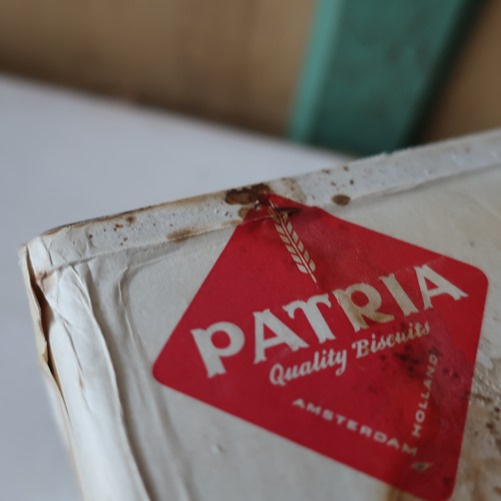 PATRIA
Quality Biscuits
AMSTERDAM
HOLLAND